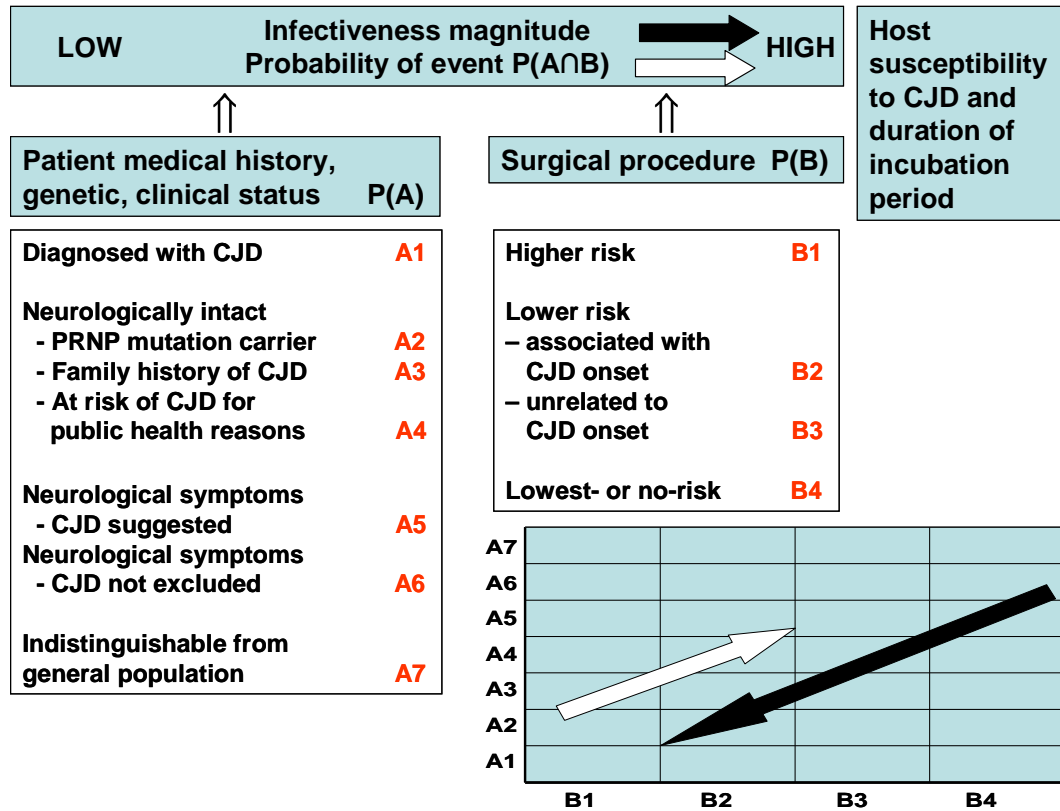 LOW
Infectiveness magnitude
Probability of event P(A∩B)
HIGH
Host
susceptibility
to CJD and
duration of
incubation
period
Patient medical history,
genetic, clinical status P(A)
Surgical procedure P(B)
Diagnosed with CJD A1
Neurologically intact
- PRNP mutation carrier A2
- Family history of CJD A3
- At risk of CJD for
public health reasons A4
Neurological symptoms
- CJD suggested A5
Neurological symptoms
- CJD not excluded A6
Indistinguishable from
general population A7
Higher risk B1
Lower risk
– associated with
CJD onset B2
– unrelated to
CJD onset B3
Lowest- or no-risk B4
A7
A6
A5
A4
A3
A2
A1
B1 B2 B3 B4